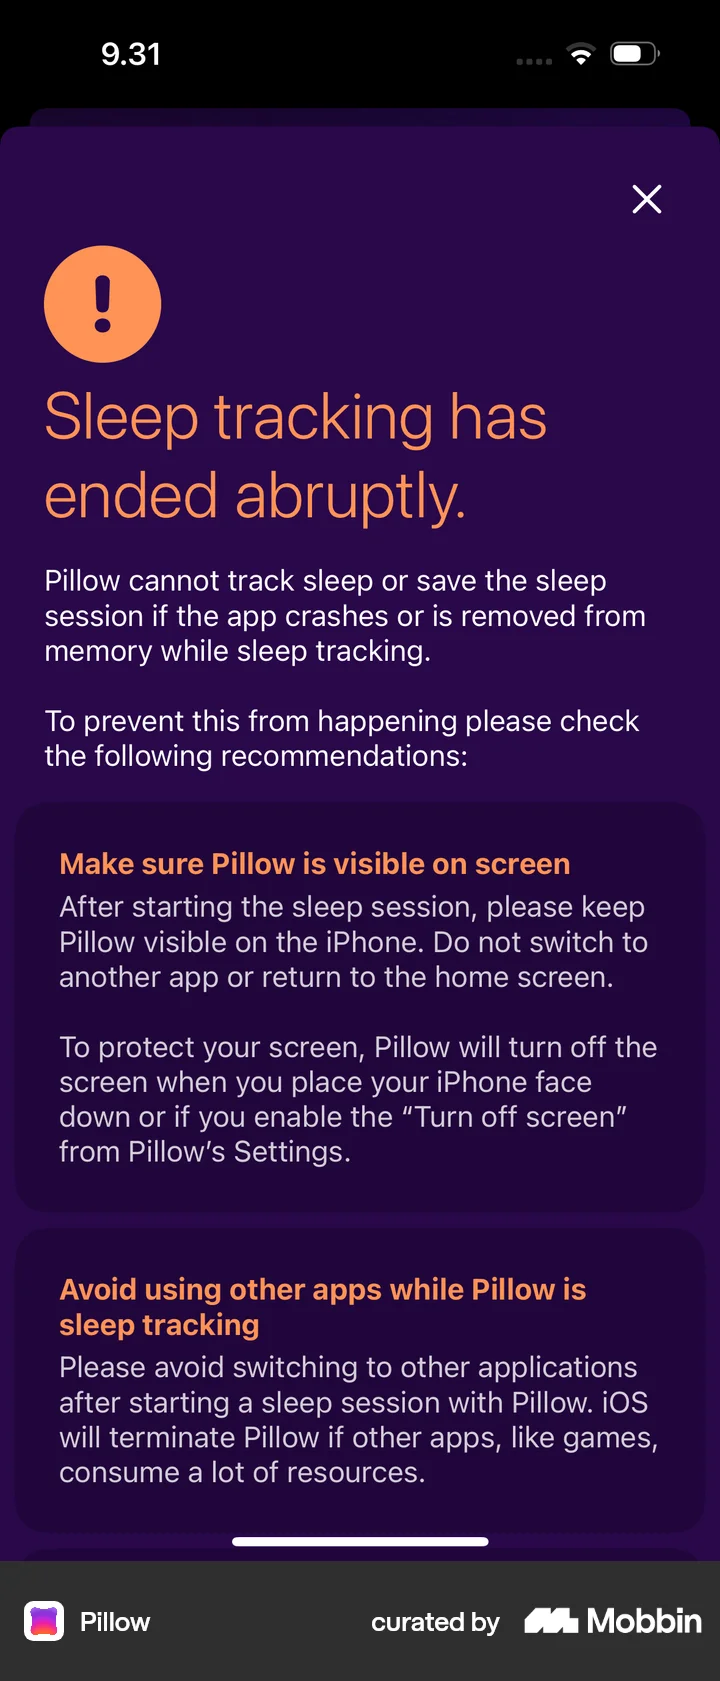 9.31
Sleep tracking has
ended abruptly.
Pillow cannot track sleep or save the sleep
session if the app crashes or is removed from
memory while sleep tracking.
To prevent this from happening please check
the following recommendations:
Make sure Pillow is visible on screen
After starting the sleep session, please keep
Pillow visible on the iPhone. Do not switch to
another app or return to the home screen.
To protect your screen, Pillow will turn off the
screen when you place your iPhone face
down or if you enable the “Turn off screen”
from Pillow’s Settings.
Avoid using other apps while Pillow is
sleep tracking
Please avoid switching to other applications
after starting a sleep session with Pillow. iOS
will terminate Pillow if other apps, like games,
consume a lot of resources.
Pillow
curated by Mobbin